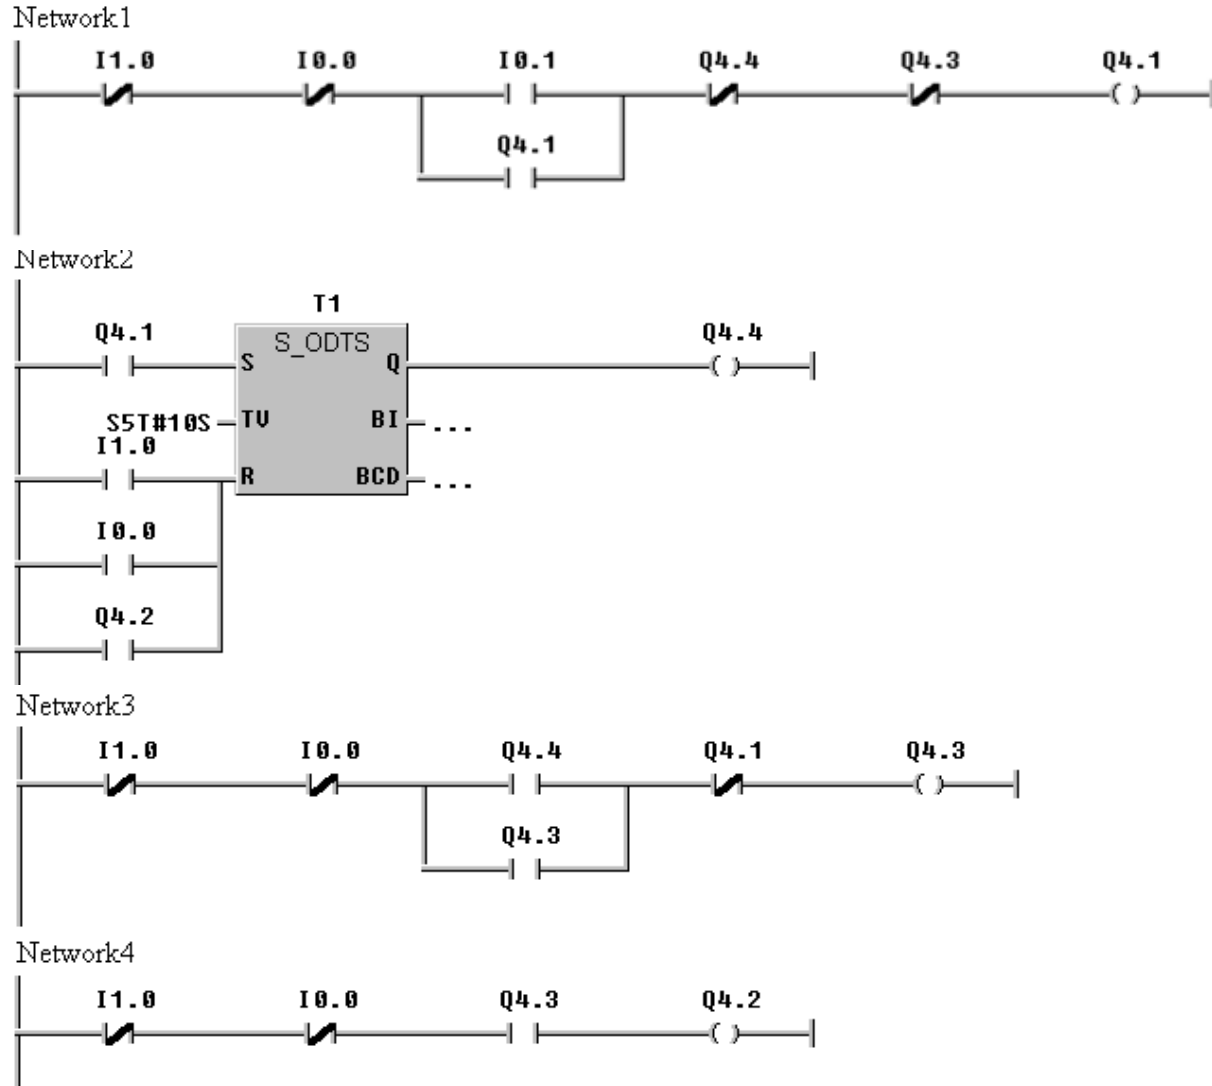 Network1
I1.0 I0.0 I0.1 Q4.4 Q4.3 Q4.1
Q4.1
Network2
T1
Q4.1 S_ODTS Q4.4
S Q
S5T#10S TV BI ...
I1.0
R BCD ...
I0.0
Q4.2
Network3
I1.0 I0.0 Q4.4 Q4.1 Q4.3
Q4.3
Network4
I1.0 I0.0 Q4.3 Q4.2